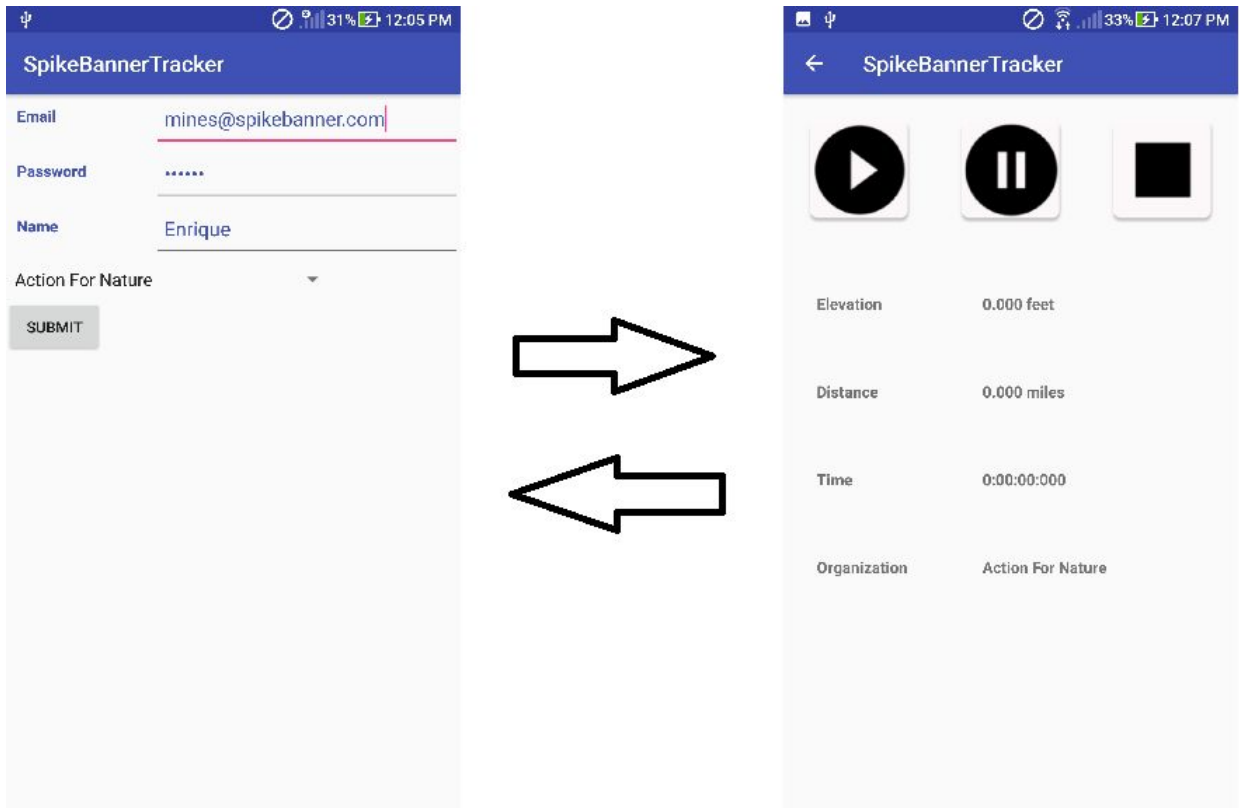 31% 12:05 PM
SpikeBannerTracker
Email mines@spikebanner.com
Password ......
Name Enrique
Action For Nature
SUBMIT
33% 12:07 PM
SpikeBannerTracker
Elevation 0.000 feet
Distance 0.000 miles
Time 0:00:00:000
Organization Action For Nature